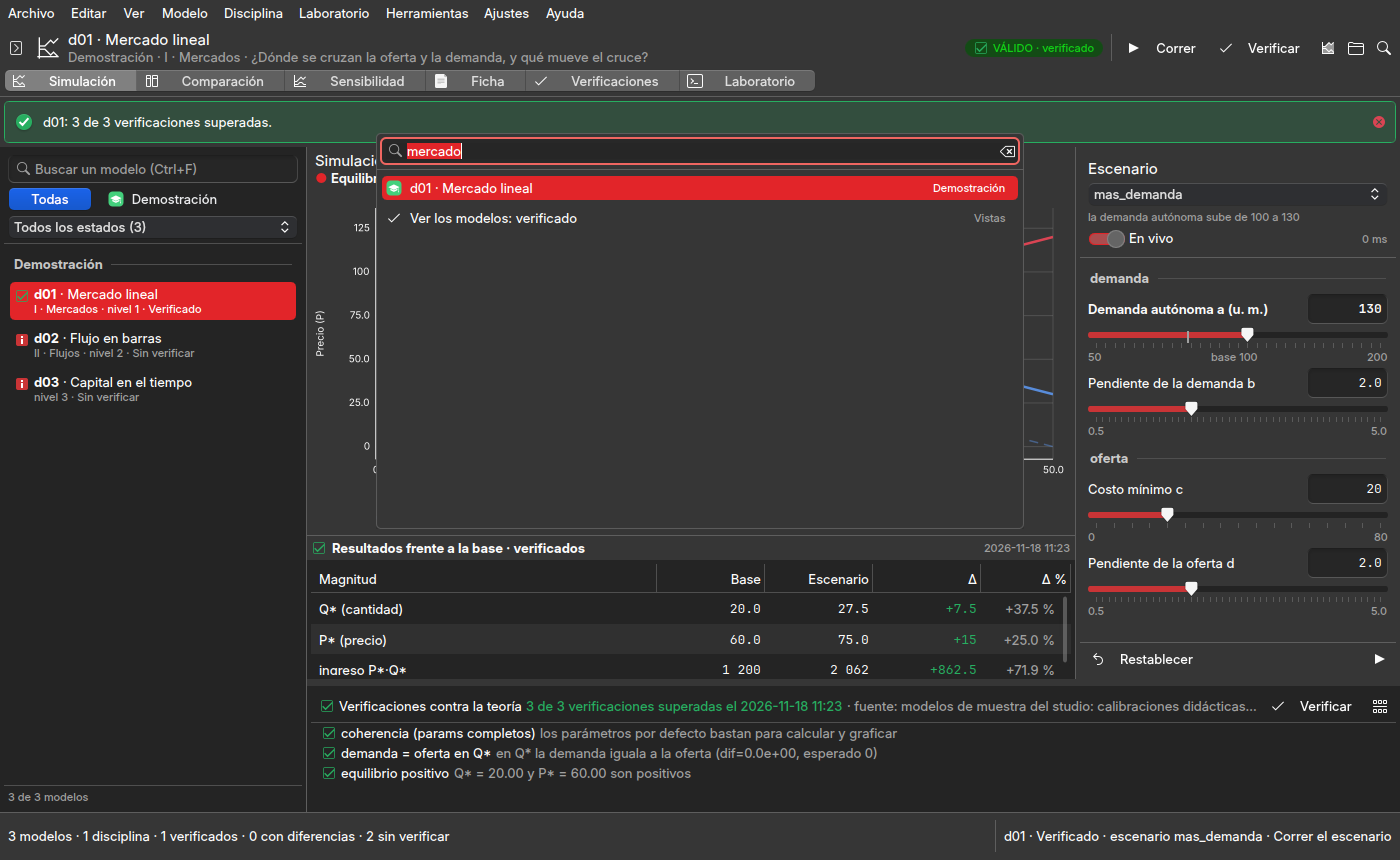 Archivo Editar Ver Modelo Disciplina Laboratorio Herramientas Ajustes Ayuda
d01 · Mercado lineal
Demostración · I · Mercados · ¿Dónde se cruzan la oferta y la demanda, y qué mueve el cruce?
VÁLIDO · verificado
Correr
Verificar
Simulación Comparación Sensibilidad Ficha Verificaciones Laboratorio
d01: 3 de 3 verificaciones superadas.
Buscar un modelo (Ctrl+F)
Todas Demostración
Todos los estados (3)
Demostración
d01 · Mercado lineal
I · Mercados · nivel 1 · Verificado
d02 · Flujo en barras
II · Flujos · nivel 2 · Sin verificar
d03 · Capital en el tiempo
nivel 3 · Sin verificar
3 de 3 modelos
mercado
d01 · Mercado lineal Demostración
Ver los modelos: verificado Vistas
125
100
75.0
50.0
25.0
0
Precio (P)
50.0
Resultados frente a la base · verificados 2026-11-18 11:23
Magnitud Base Escenario Δ Δ %
Q* (cantidad) 20.0 27.5 +7.5 +37.5 %
P* (precio) 60.0 75.0 +15 +25.0 %
ingreso P*·Q* 1 200 2 062 +862.5 +71.9 %
Escenario
mas_demanda
la demanda autónoma sube de 100 a 130
En vivo 0 ms
demanda
Demanda autónoma a (u. m.) 130
50 base 100 200
Pendiente de la demanda b 2.0
0.5 5.0
oferta
Costo mínimo c 20
0 80
Pendiente de la oferta d 2.0
0.5 5.0
Restablecer
Verificaciones contra la teoría 3 de 3 verificaciones superadas el 2026-11-18 11:23 · fuente: modelos de muestra del studio: calibraciones didácticas... Verificar
coherencia (params completos) los parámetros por defecto bastan para calcular y graficar
demanda = oferta en Q* en Q* la demanda iguala a la oferta (dif=0.0e+00, esperado 0)
equilibrio positivo Q* = 20.00 y P* = 60.00 son positivos
3 modelos · 1 disciplina · 1 verificados · 0 con diferencias · 2 sin verificar
d01 · Verificado · escenario mas_demanda · Correr el escenario